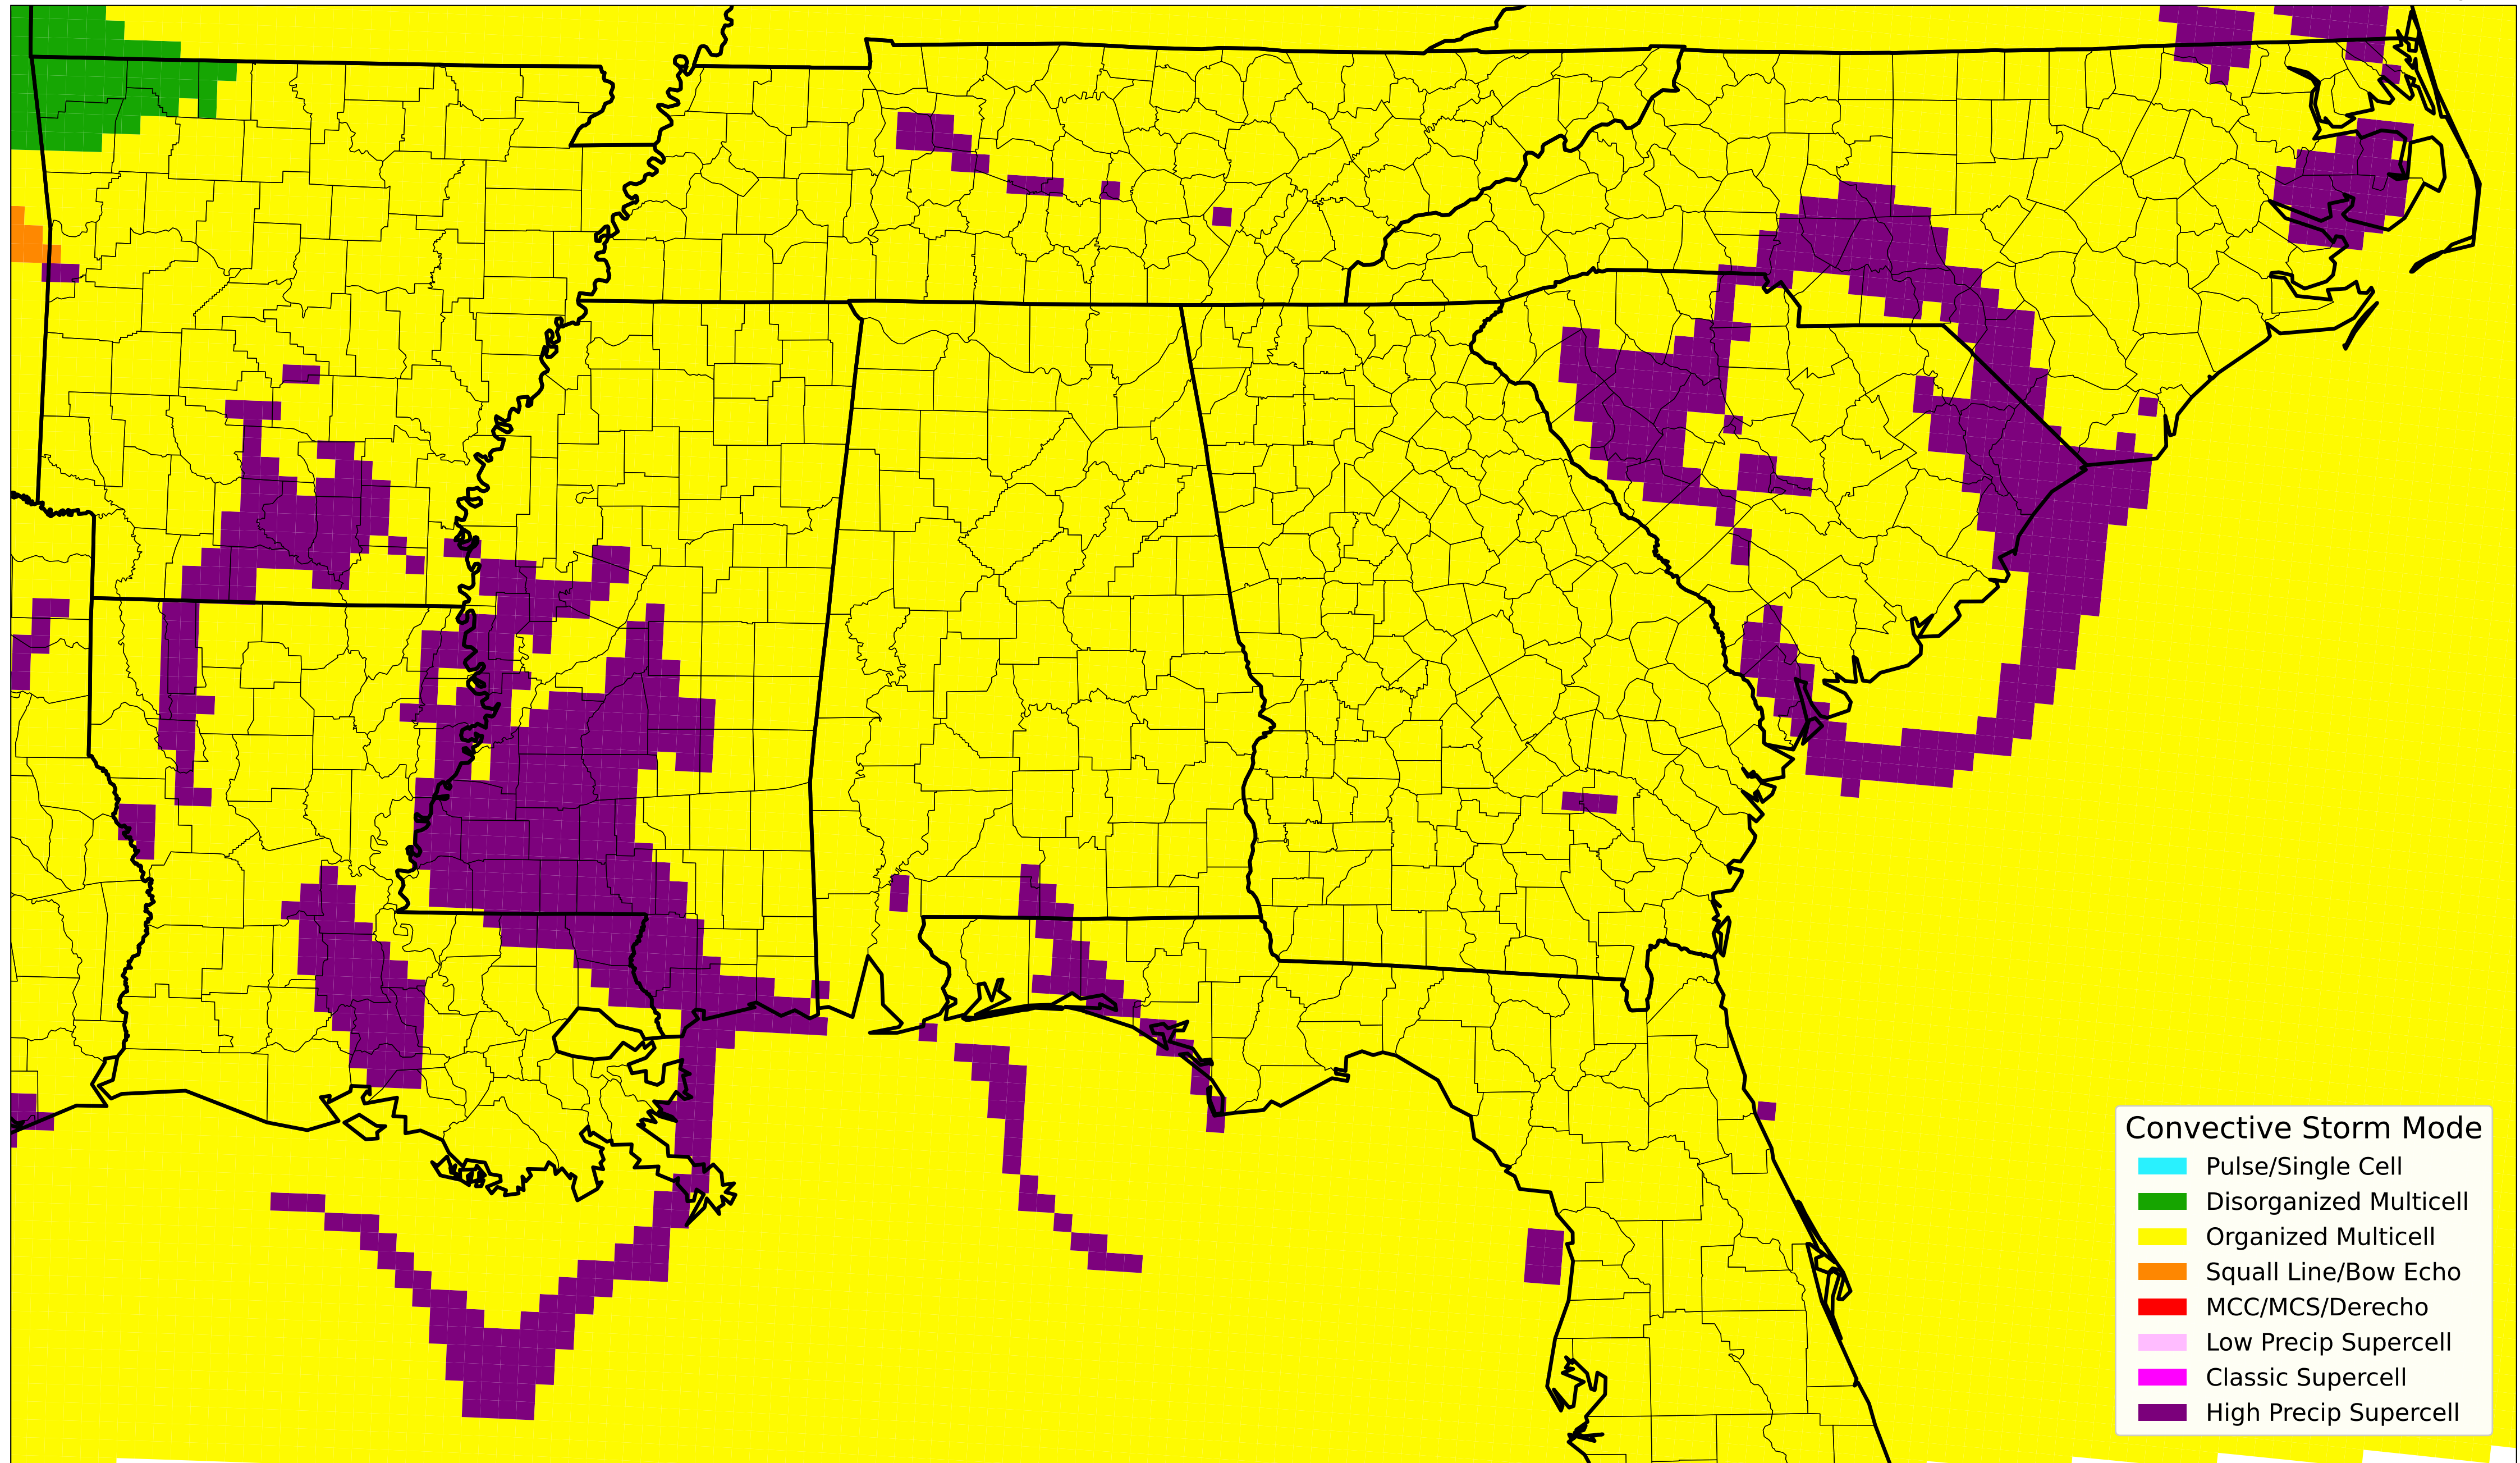 Convective Storm Mode
Pulse/Single Cell
Disorganized Multicell
Organized Multicell
Squall Line/Bow Echo
MCC/MCS/Derecho
Low Precip Supercell
Classic Supercell
High Precip Supercell